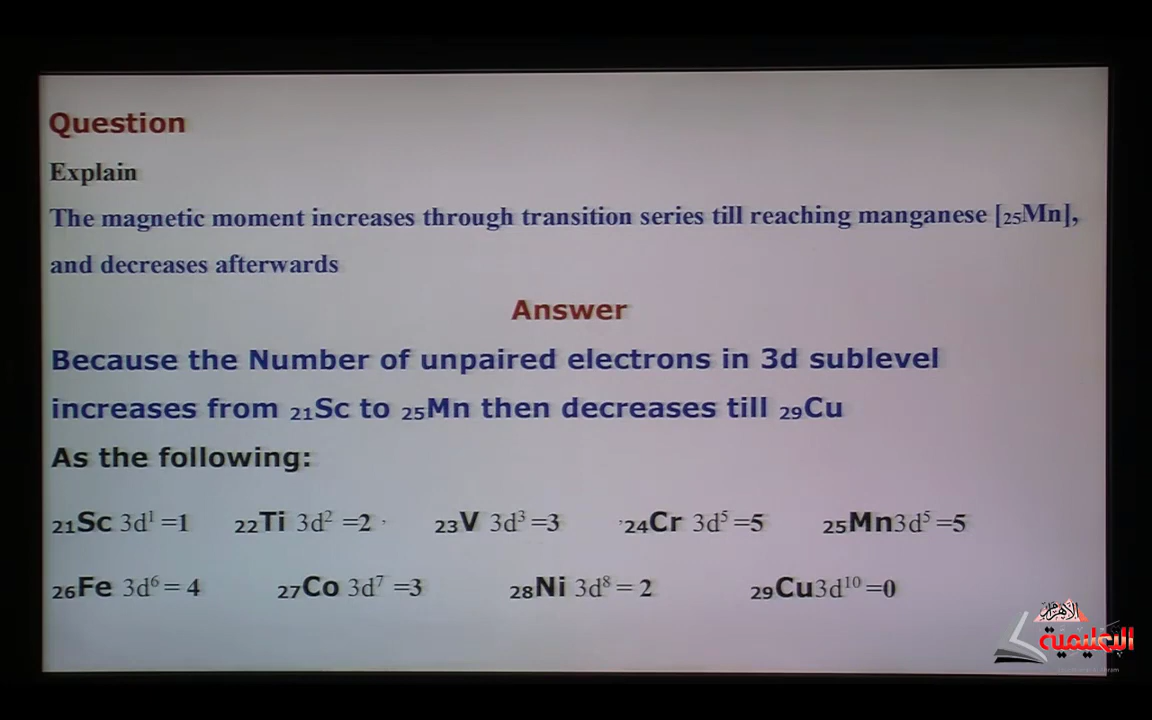 Question
Explain
The magnetic moment increases through transition series till reaching manganese [₂₅Mn],
and decreases afterwards
Answer
Because the Number of unpaired electrons in 3d sublevel
increases from ₂₁Sc to ₂₅Mn then decreases till ₂₉Cu
As the following:
₂₁Sc 3d¹ =1 ₂₂Ti 3d² =2 ₂₃V 3d³ =3 ₂₄Cr 3d⁵ =5 ₂₅Mn3d⁵ =5
₂₆Fe 3d⁶ = 4 ₂₇Co 3d⁷ =3 ₂₈Ni 3d⁸ = 2 ₂₉Cu3d¹⁰ =0
الأهرام
التعليمية